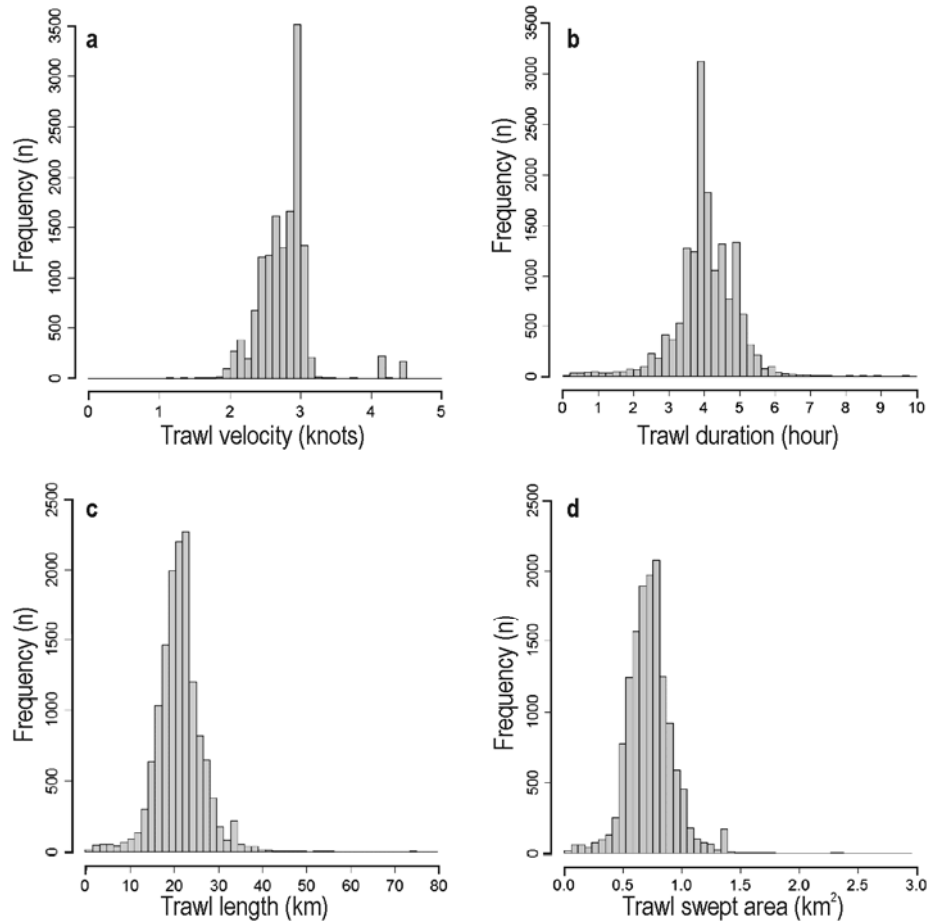 a
Frequency (n)
0 500 1000 1500 2000 2500 3000 3500
0 1 2 3 4 5
Trawl velocity (knots)
b
Frequency (n)
0 500 1000 1500 2000 2500 3000 3500
0 1 2 3 4 5 6 7 8 9 10
Trawl duration (hour)
c
Frequency (n)
0 500 1000 1500 2000 2500
0 10 20 30 40 50 60 70 80
Trawl length (km)
d
Frequency (n)
0 500 1000 1500 2000 2500
0.0 0.5 1.0 1.5 2.0 2.5 3.0
Trawl swept area (km²)